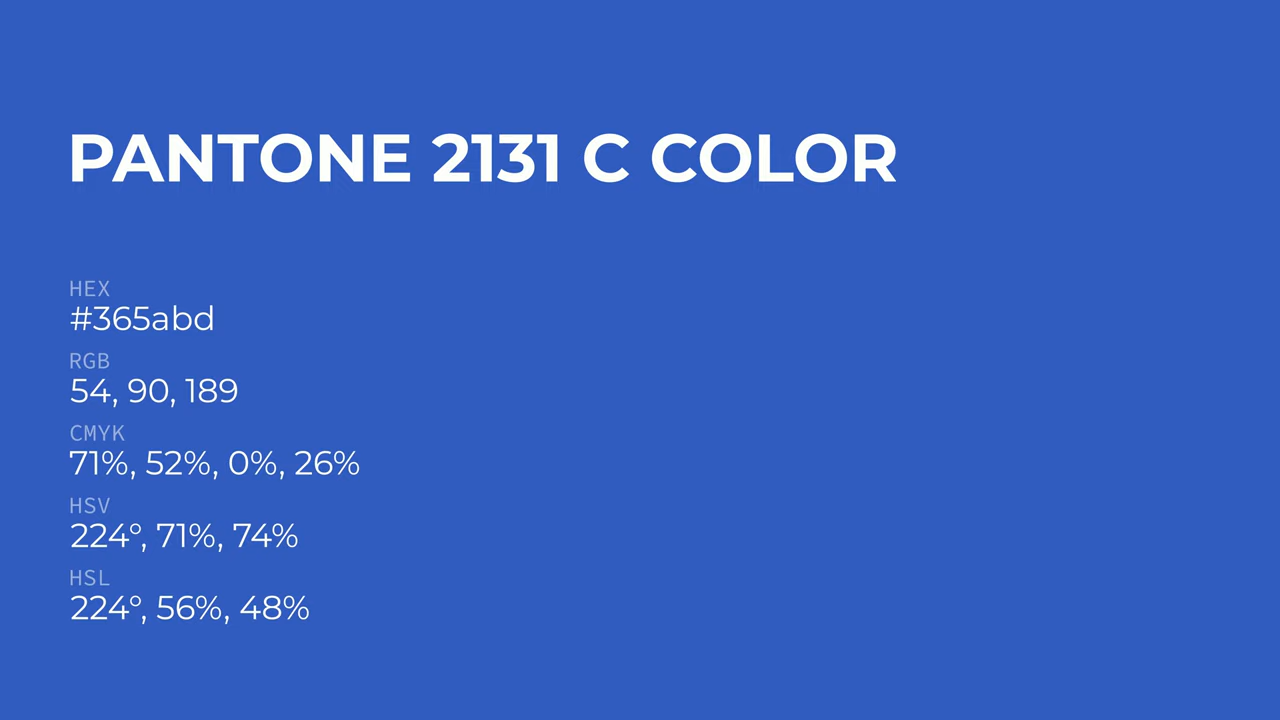 PANTONE 2131 C COLOR
HEX
#365abd
RGB
54, 90, 189
CMYK
71%, 52%, 0%, 26%
HSV
224°, 71%, 74%
HSL
224°, 56%, 48%